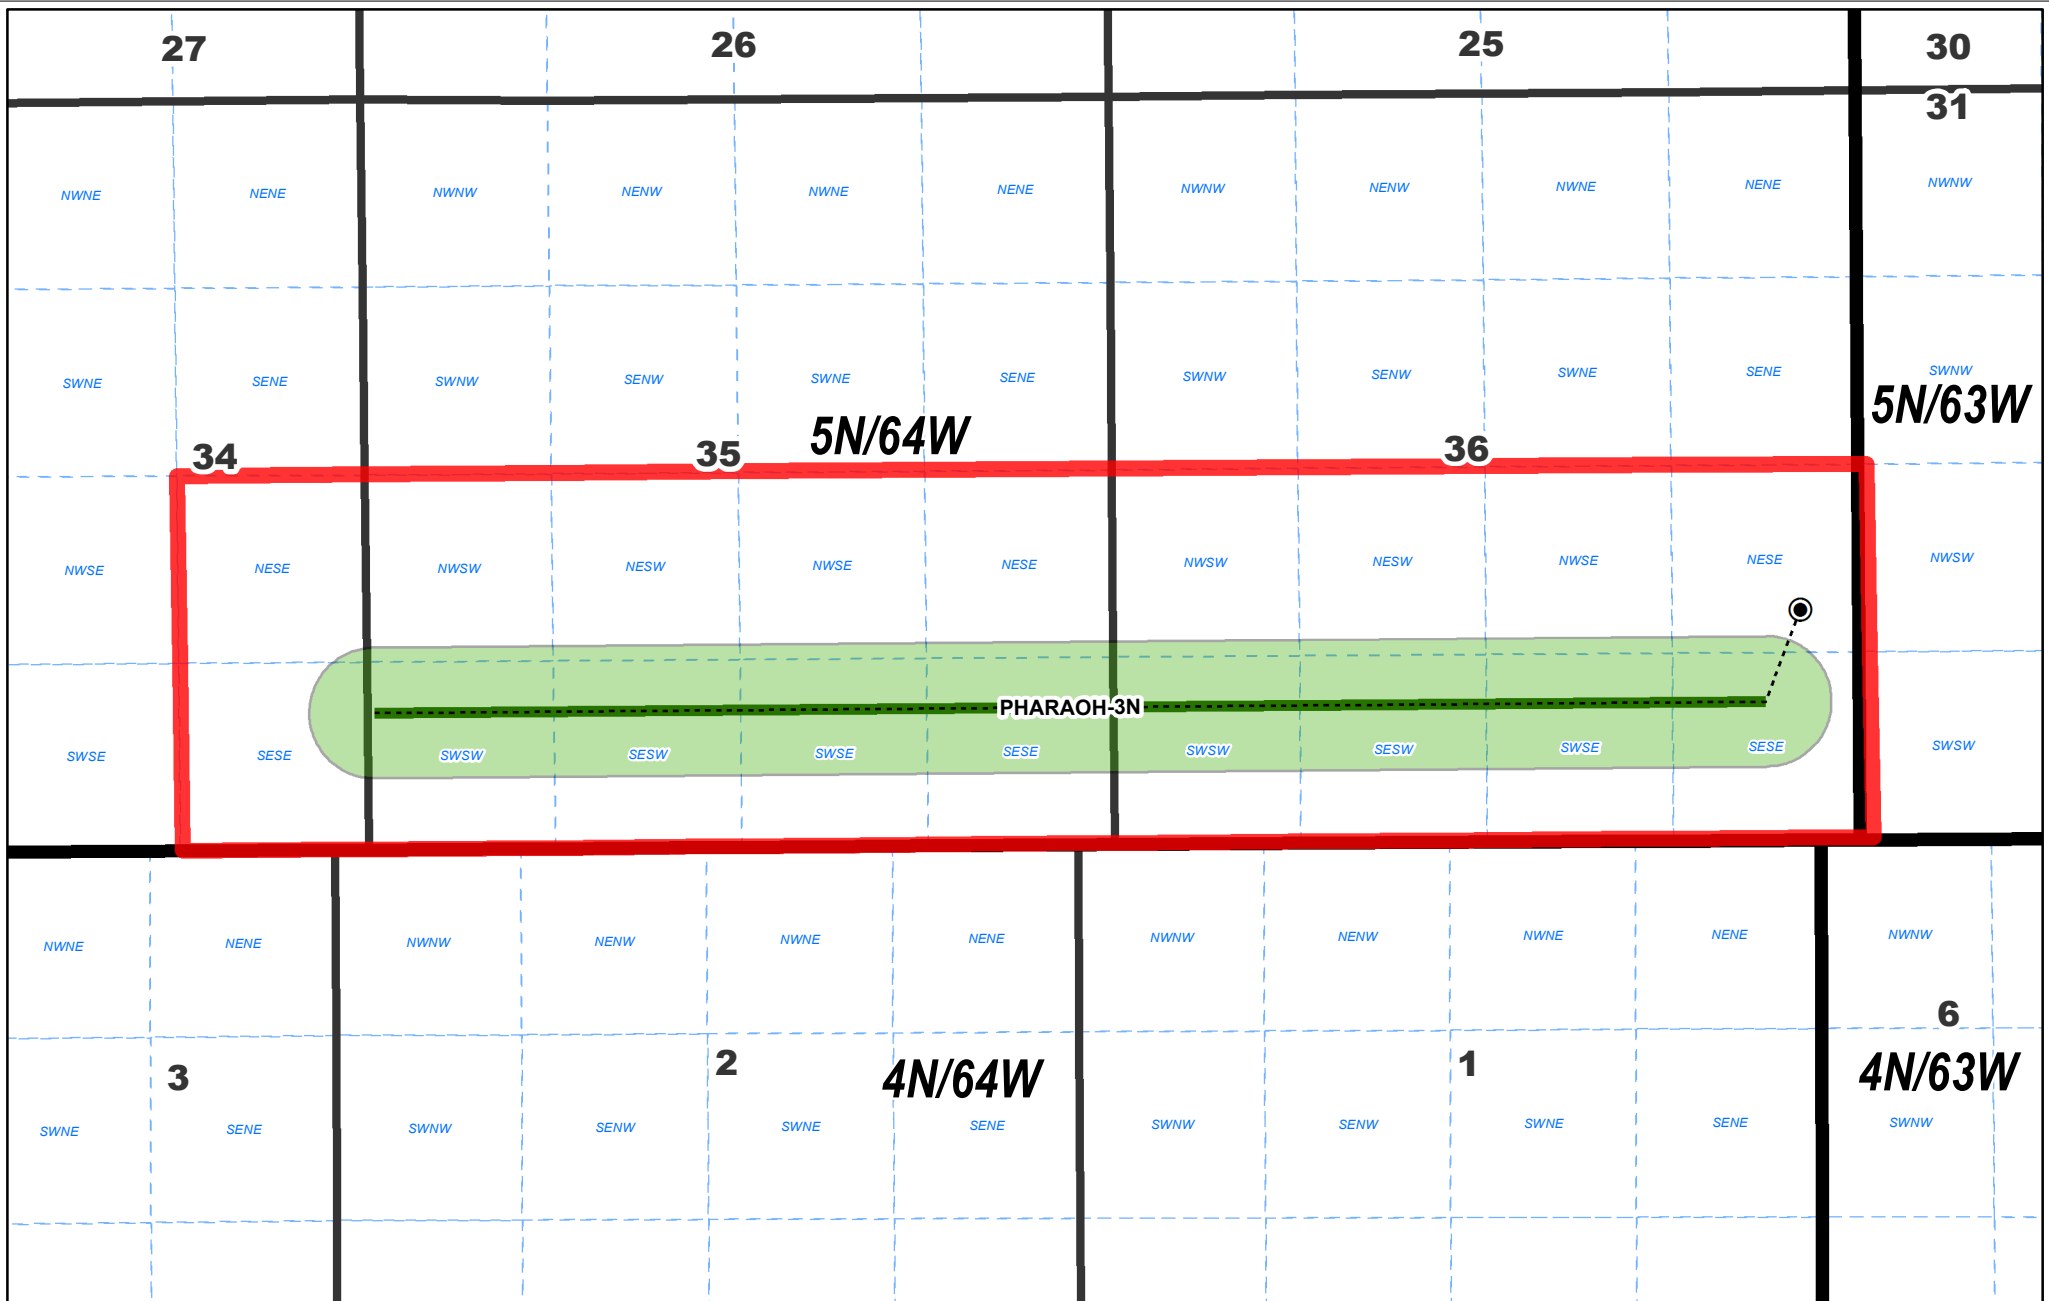 27 26 25 30
31
NWNE NENE NWNW NENW NWNE NENE NWNW NENW NWNE NENE NWNW
SWNE SENE SWNW SENW SWNE SENE SWNW SENW SWNE SENE SWNW
5N/64W 5N/63W
34 35 36
NWSE NESE NWSW NESW NWSE NESE NWSW NESW NWSE NESE NWSW
PHARAOH-3N
SWSE SESE SWSW SESW SWSE SESE SWSW SESW SWSE SESE SWSW
NWNE NENE NWNW NENW NWNE NENE NWNW NENW NWNE NENE NWNW
6
3 2 4N/64W 1 4N/63W
SWNE SENE SWNW SENW SWNE SENE SWNW SENW SWNE SENE SWNW